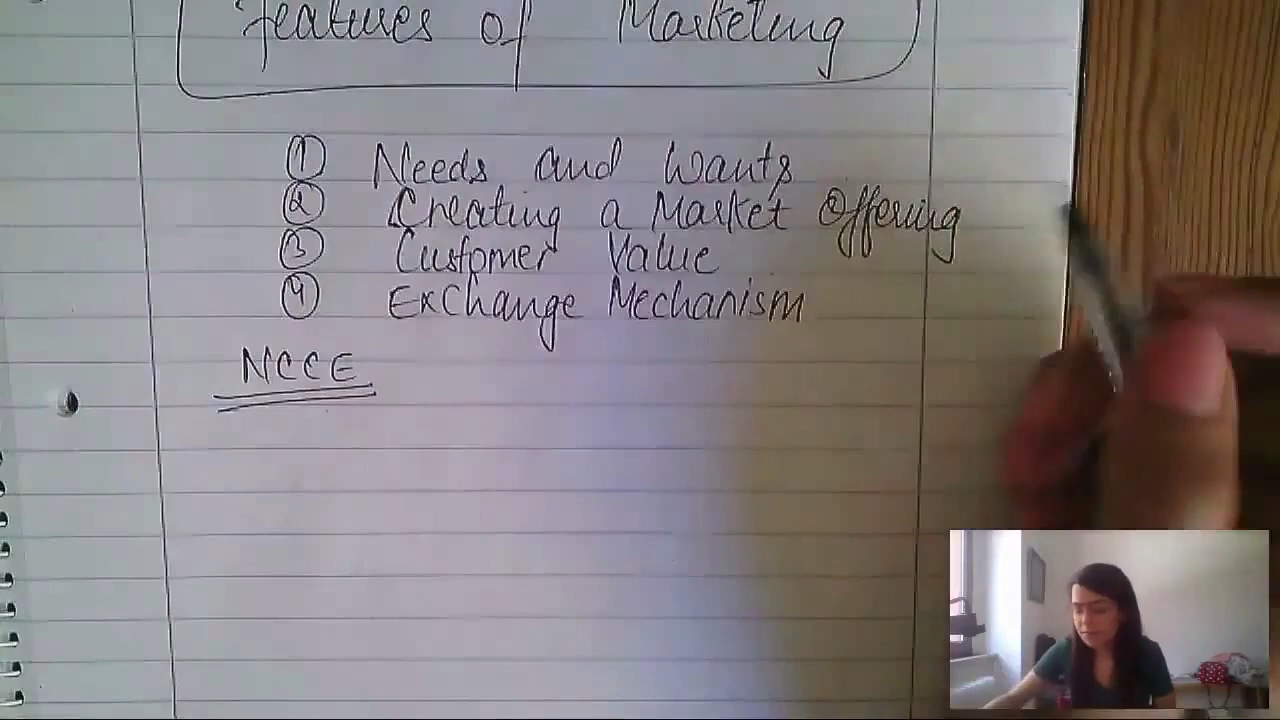 features of Marketing
1 Needs and Wants
2 Creating a Market Offering
3 Customer Value
4 Exchange Mechanism
NCCE